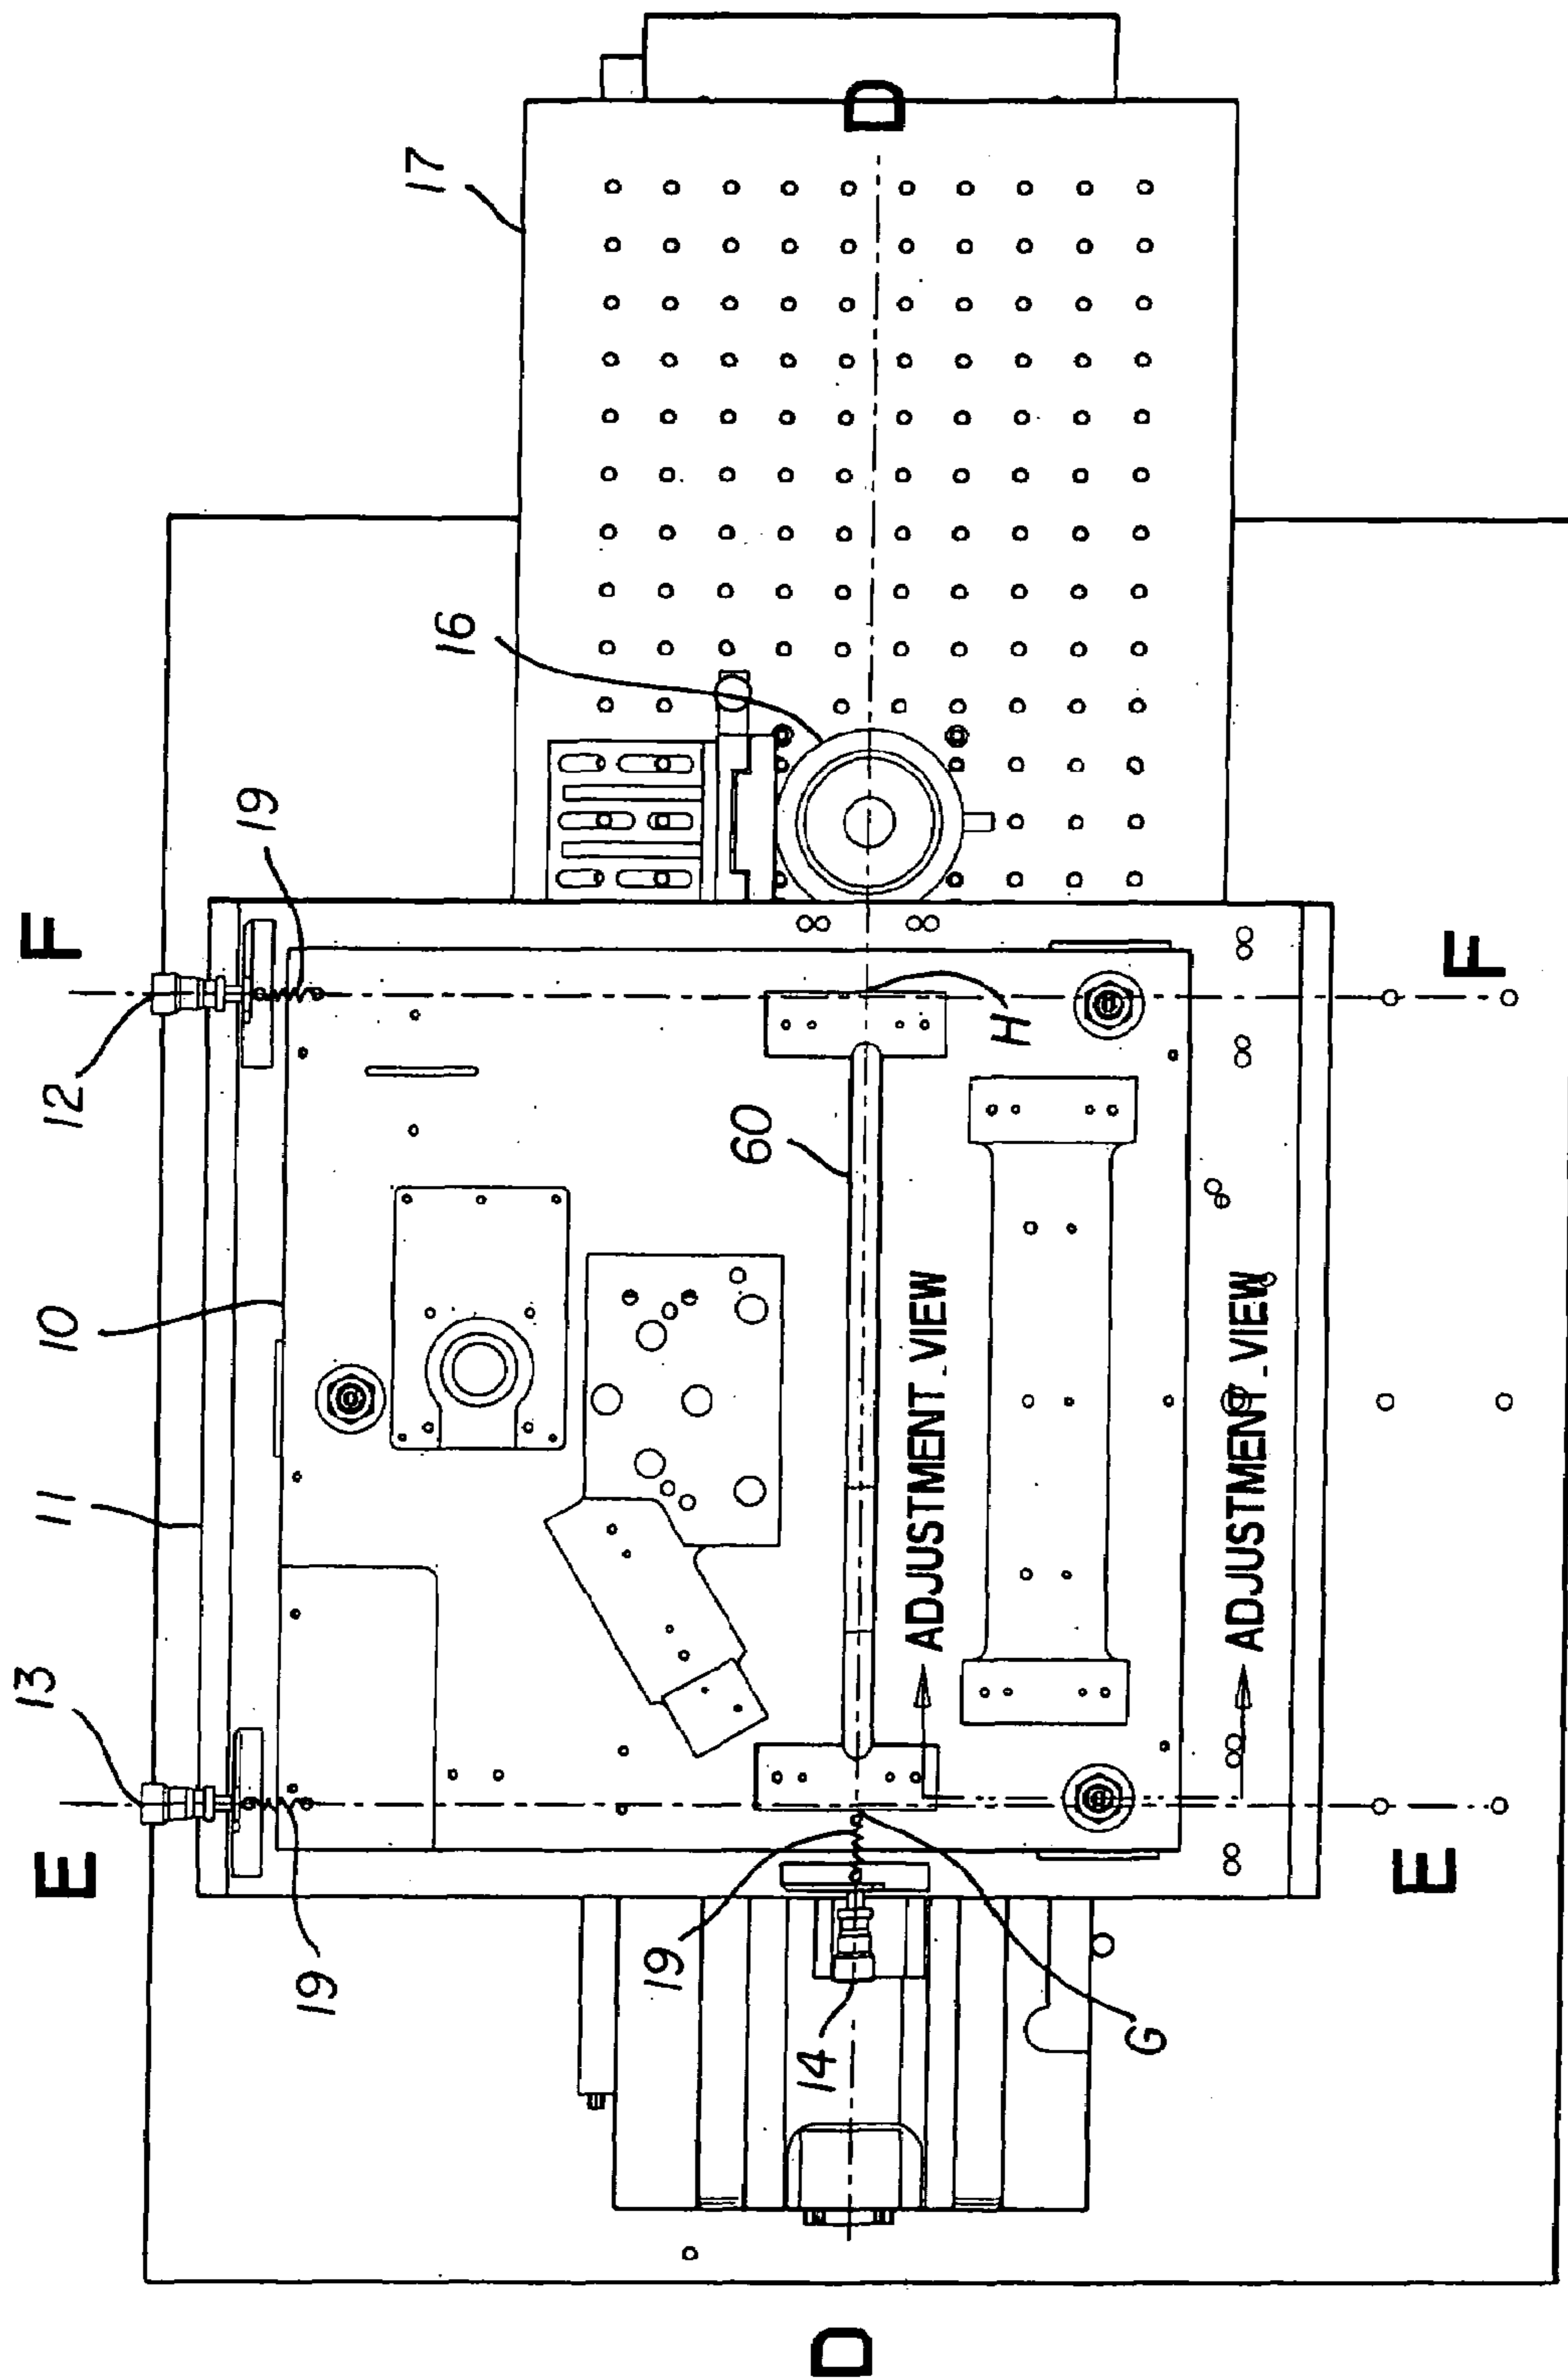 E
13
11
10
12
F
19
19
16
17
D
19
14
G
60
H
ADJUSTMENT VIEW
ADJUSTMENT VIEW
D
E
F